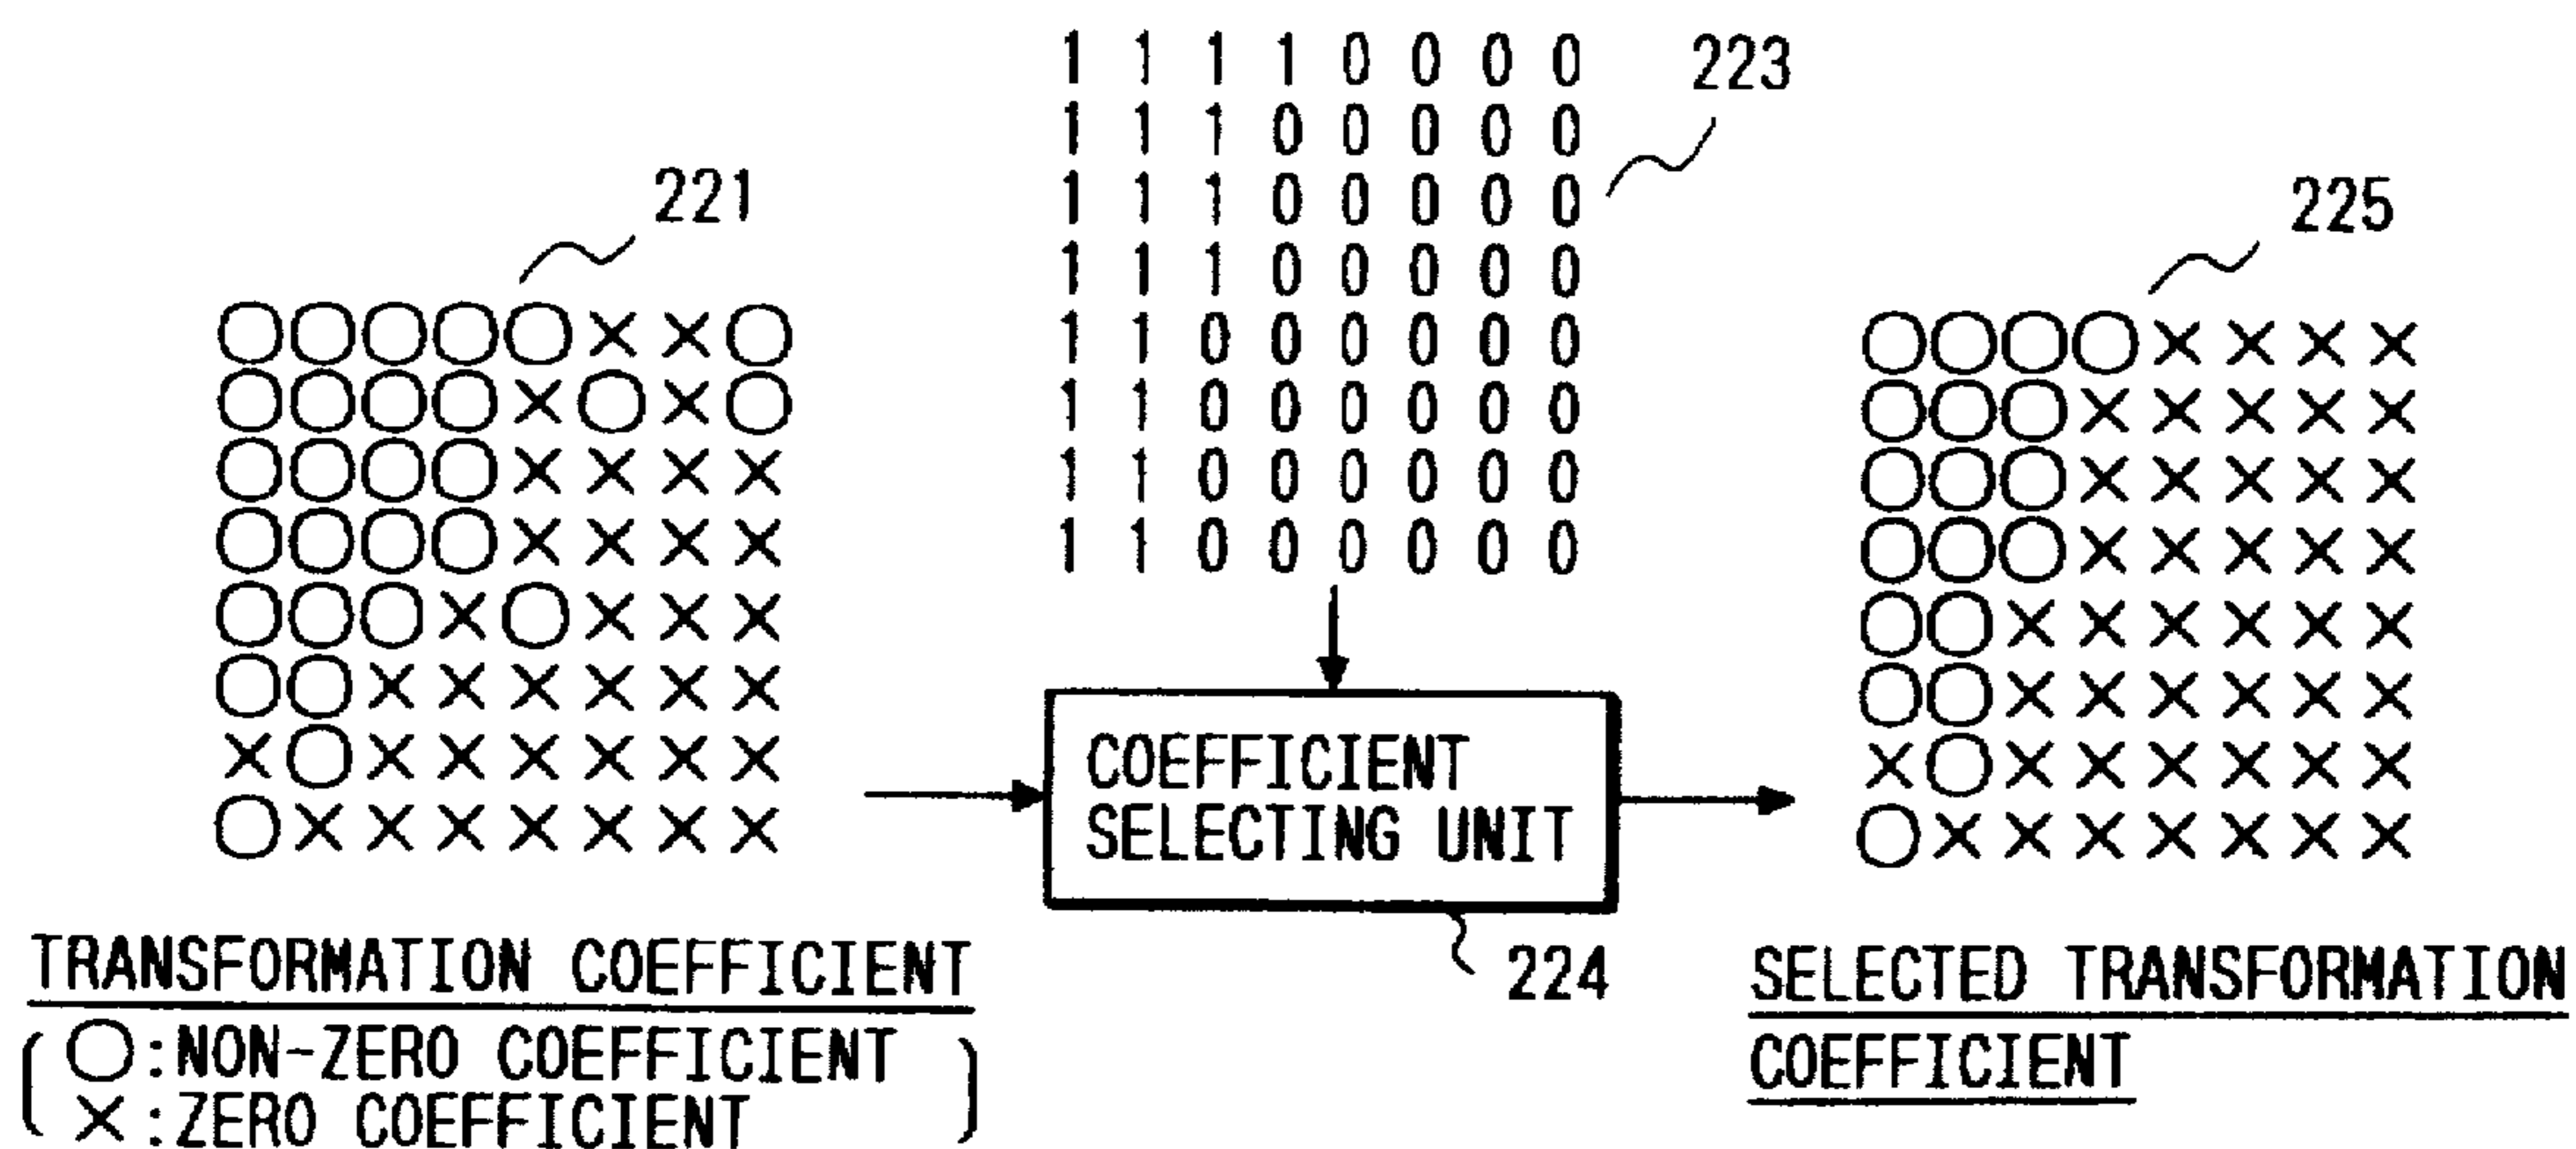 1 1 1 1 0 0 0 0
1 1 1 0 0 0 0 0
1 1 1 0 0 0 0 0
1 1 1 0 0 0 0 0
1 1 0 0 0 0 0 0
1 1 0 0 0 0 0 0
1 1 0 0 0 0 0 0
1 1 0 0 0 0 0 0
223
221
225
○○○○○××○
○○○○×○×○
○○○○××××
○○○○××××
○○○×○×××
○○××××××
×○××××××
○×××××××
COEFFICIENT
SELECTING UNIT
224
○○○○××××
○○○×××××
○○○×××××
○○○×××××
○○××××××
○○××××××
×○××××××
○×××××××
TRANSFORMATION COEFFICIENT
○:NON-ZERO COEFFICIENT
×:ZERO COEFFICIENT
SELECTED TRANSFORMATION
COEFFICIENT